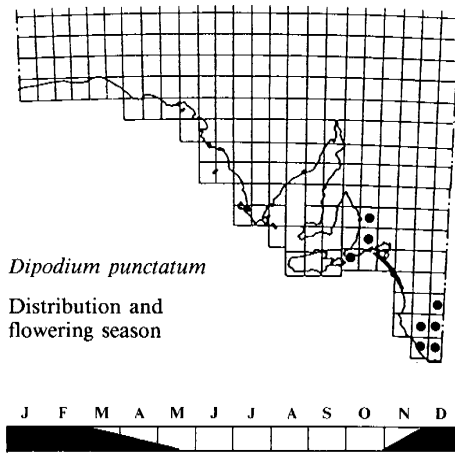 Dipodium punctatum
Distribution and
flowering season
J F M A M J J A S O N D